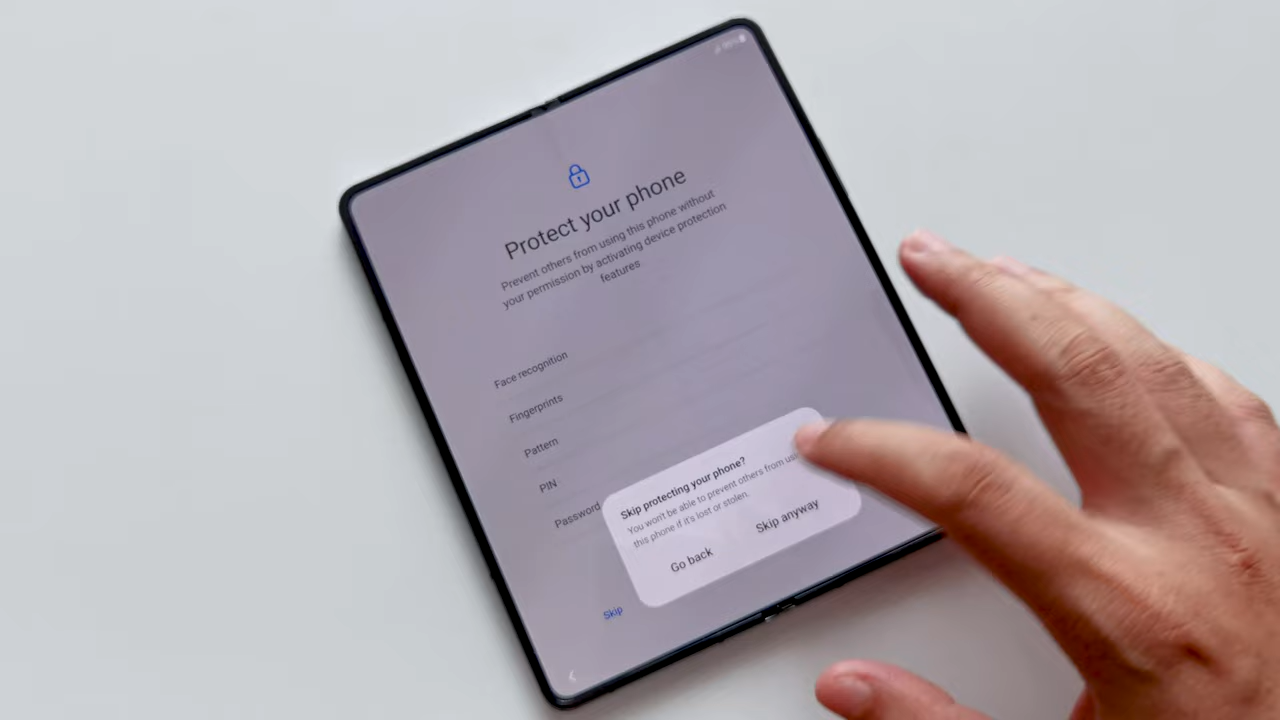 Protect your phone
Prevent others from using this phone without
your permission by activating device protection
features
Face recognition
Fingerprints
Pattern
PIN
Password
Skip protecting your phone?
You won't be able to prevent others from
this phone if it's lost or stolen.
Go back
Skip anyway
Skip